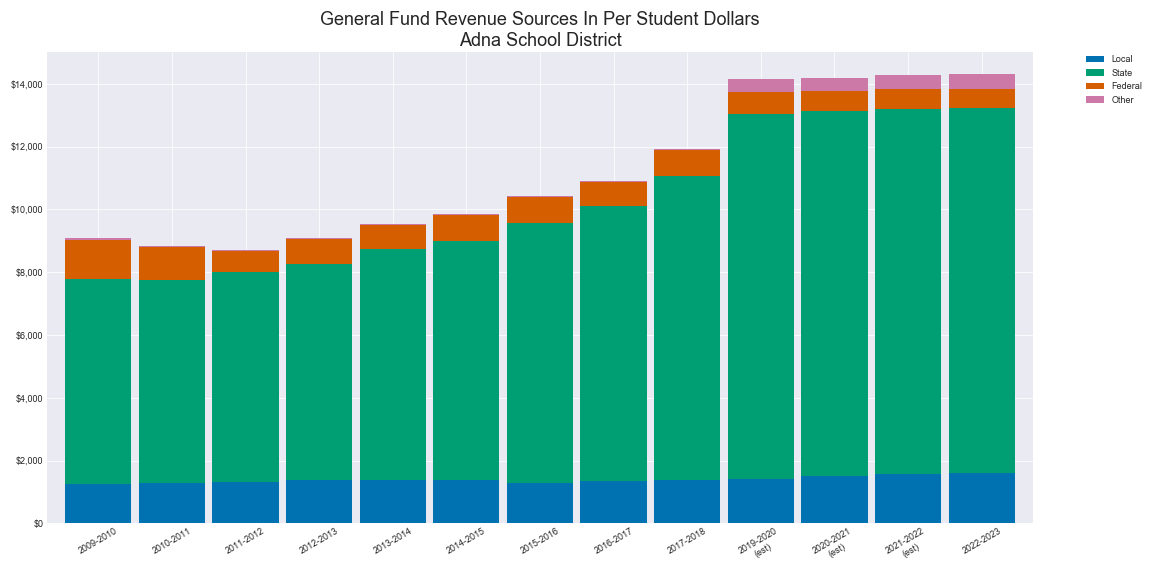 General Fund Revenue Sources In Per Student Dollars
Adna School District
Local
State
Federal
Other
$14,000
$12,000
$10,000
$8,000
$6,000
$4,000
$2,000
$0
2009-2010
2010-2011
2011-2012
2012-2013
2013-2014
2014-2015
2015-2016
2016-2017
2017-2018
2019-2020
(est)
2020-2021
(est)
2021-2022
(est)
2022-2023